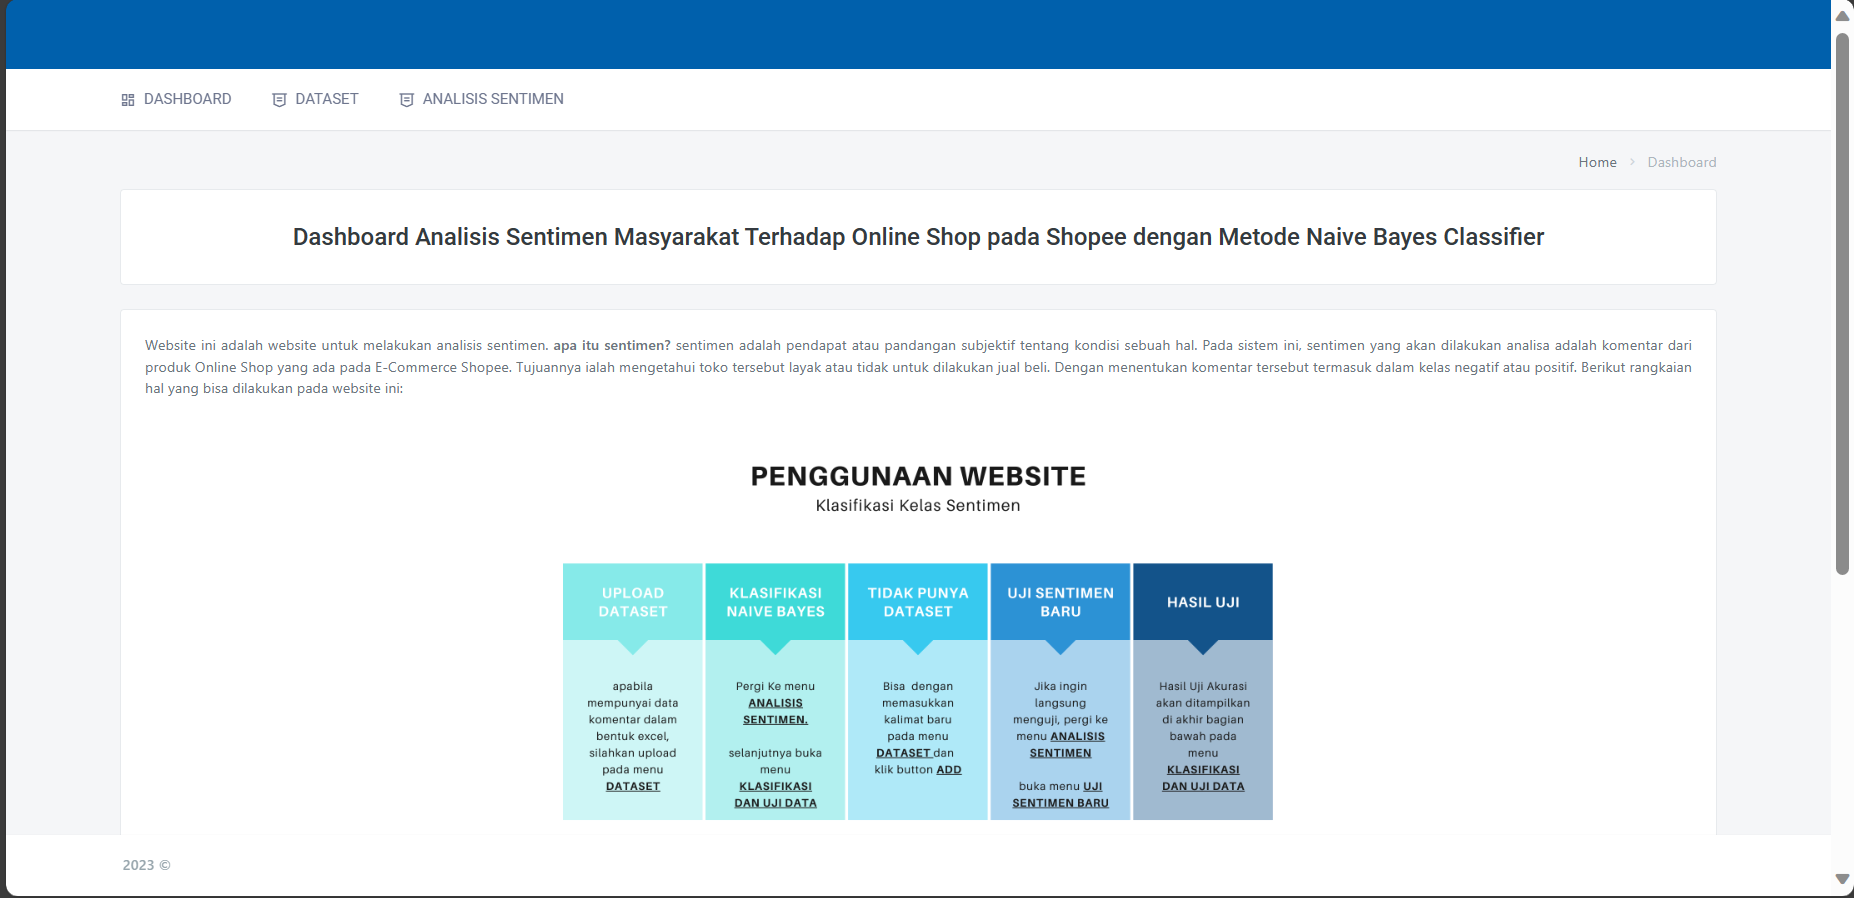 DASHBOARD
DATASET
ANALISIS SENTIMEN
Home > Dashboard
Dashboard Analisis Sentimen Masyarakat Terhadap Online Shop pada Shopee dengan Metode Naive Bayes Classifier
Website ini adalah website untuk melakukan analisis sentimen. apa itu sentimen? sentimen adalah pendapat atau pandangan subjektif tentang kondisi sebuah hal. Pada sistem ini, sentimen yang akan dilakukan analisa adalah komentar dari
produk Online Shop yang ada pada E-Commerce Shopee. Tujuannya ialah mengetahui toko tersebut layak atau tidak untuk dilakukan jual beli. Dengan menentukan komentar tersebut termasuk dalam kelas negatif atau positif. Berikut rangkaian
hal yang bisa dilakukan pada website ini:
PENGGUNAAN WEBSITE
Klasifikasi Kelas Sentimen
UPLOAD
DATASET
apabila
mempunyai data
komentar dalam
bentuk excel,
silahkan upload
pada menu
DATASET
KLASIFIKASI
NAIVE BAYES
Pergi Ke menu
ANALISIS
SENTIMEN.
selanjutnya buka
menu
KLASIFIKASI
DAN UJI DATA
TIDAK PUNYA
DATASET
Bisa dengan
memasukkan
kalimat baru
pada menu
DATASET dan
klik button ADD
UJI SENTIMEN
BARU
Jika ingin
langsung
menguji, pergi ke
menu ANALISIS
SENTIMEN
buka menu UJI
SENTIMEN BARU
HASIL UJI
Hasil Uji Akurasi
akan ditampilkan
di akhir bagian
bawah pada
menu
KLASIFIKASI
DAN UJI DATA
2023 ©